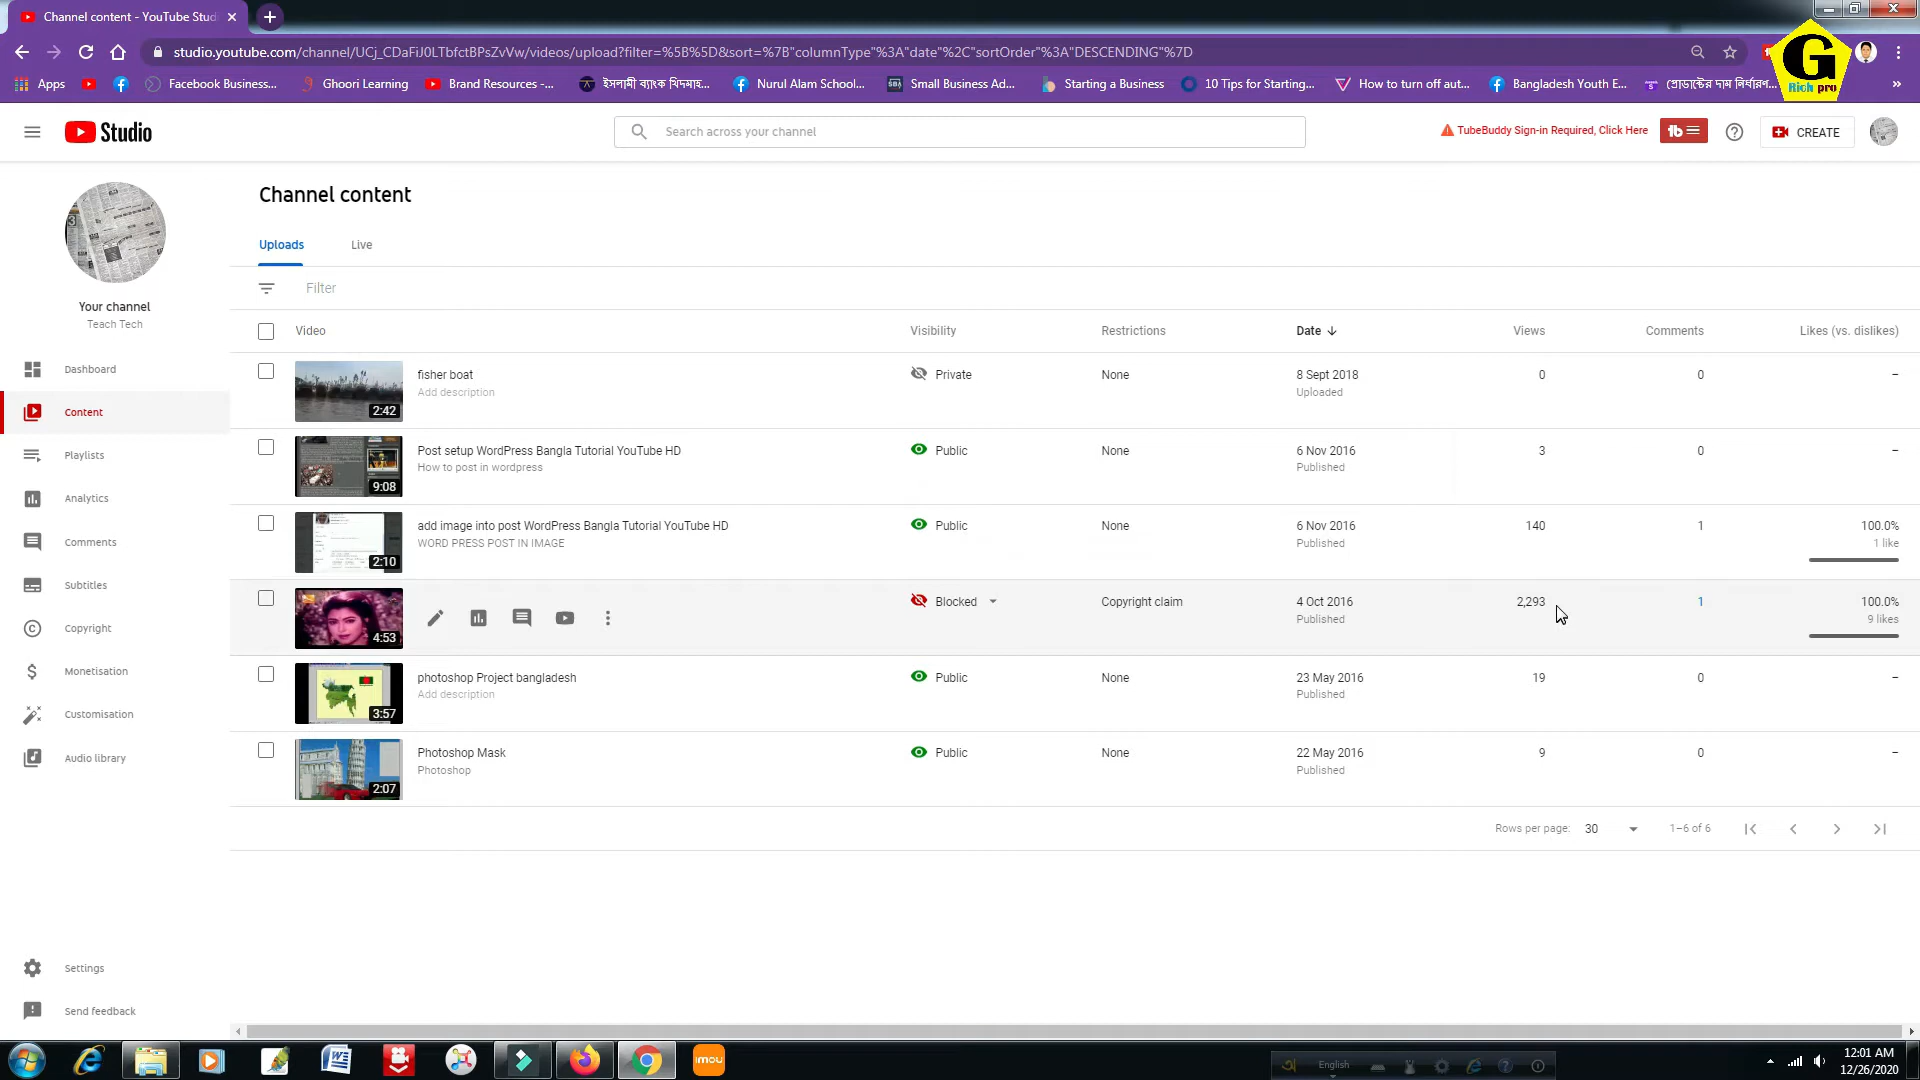 Channel content - YouTube Studi
studio.youtube.com/channel/UCj_CDaFiJ0LTbfctBPsZvVw/videos/upload?filter=%5B%5D&sort=%7B"columnType"%3A"date"%2C"sortOrder"%3A"DESCENDING"%7D
G
Rich pro
Apps
Facebook Business...
Ghoori Learning
Brand Resources -...
ইসলামী ব্যাংক খিদমাহ...
Nurul Alam School...
Small Business Ad...
Starting a Business
10 Tips for Starting...
How to turn off aut...
Bangladesh Youth E...
প্রোডাক্টের দাম নির্ধারণ...
Studio
Search across your channel
TubeBuddy Sign-in Required, Click Here
tb
CREATE
Channel content
Uploads Live
Filter
Your channel
Teach Tech
Dashboard
Content
Playlists
Analytics
Comments
Subtitles
Copyright
Monetisation
Customisation
Audio library
Settings
Send feedback
Video Visibility Restrictions Date Views Comments Likes (vs. dislikes)
fisher boat Private None 8 Sept 2018 0 0 –
2:42 Add description Uploaded
Post setup WordPress Bangla Tutorial YouTube HD Public None 6 Nov 2016 3 0 –
9:08 How to post in wordpress Published
add image into post WordPress Bangla Tutorial YouTube HD Public None 6 Nov 2016 140 1 100.0%
2:10 WORD PRESS POST IN IMAGE Published 1 like
Blocked Copyright claim 4 Oct 2016 2,293 1 100.0%
4:53 Published 9 likes
photoshop Project bangladesh Public None 23 May 2016 19 0 –
3:57 Add description Published
Photoshop Mask Public None 22 May 2016 9 0 –
2:07 Photoshop Published
Rows per page: 30 1–6 of 6
imou
English
12:01 AM
12/26/2020